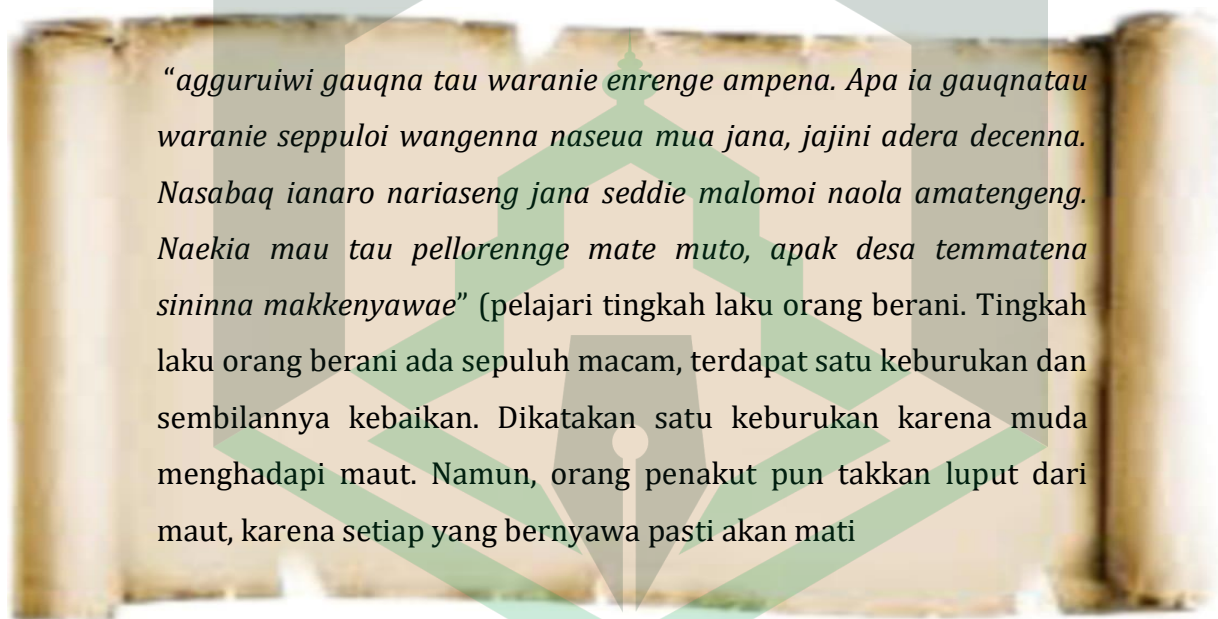 “agguruiwi gauqna tau waranie enrenge ampena. Apa ia gauqnatau
waranie seppuloi wangenna naseua mua jana, jajini adera decenna.
Nasabaq ianaro nariaseng jana seddie malomoi naola amatengeng.
Naekia mau tau pellorennge mate muto, apak desa temmatena
sininna makkenyawae” (pelajari tingkah laku orang berani. Tingkah
laku orang berani ada sepuluh macam, terdapat satu keburukan dan
sembilannya kebaikan. Dikatakan satu keburukan karena muda
menghadapi maut. Namun, orang penakut pun takkan luput dari
maut, karena setiap yang bernyawa pasti akan mati